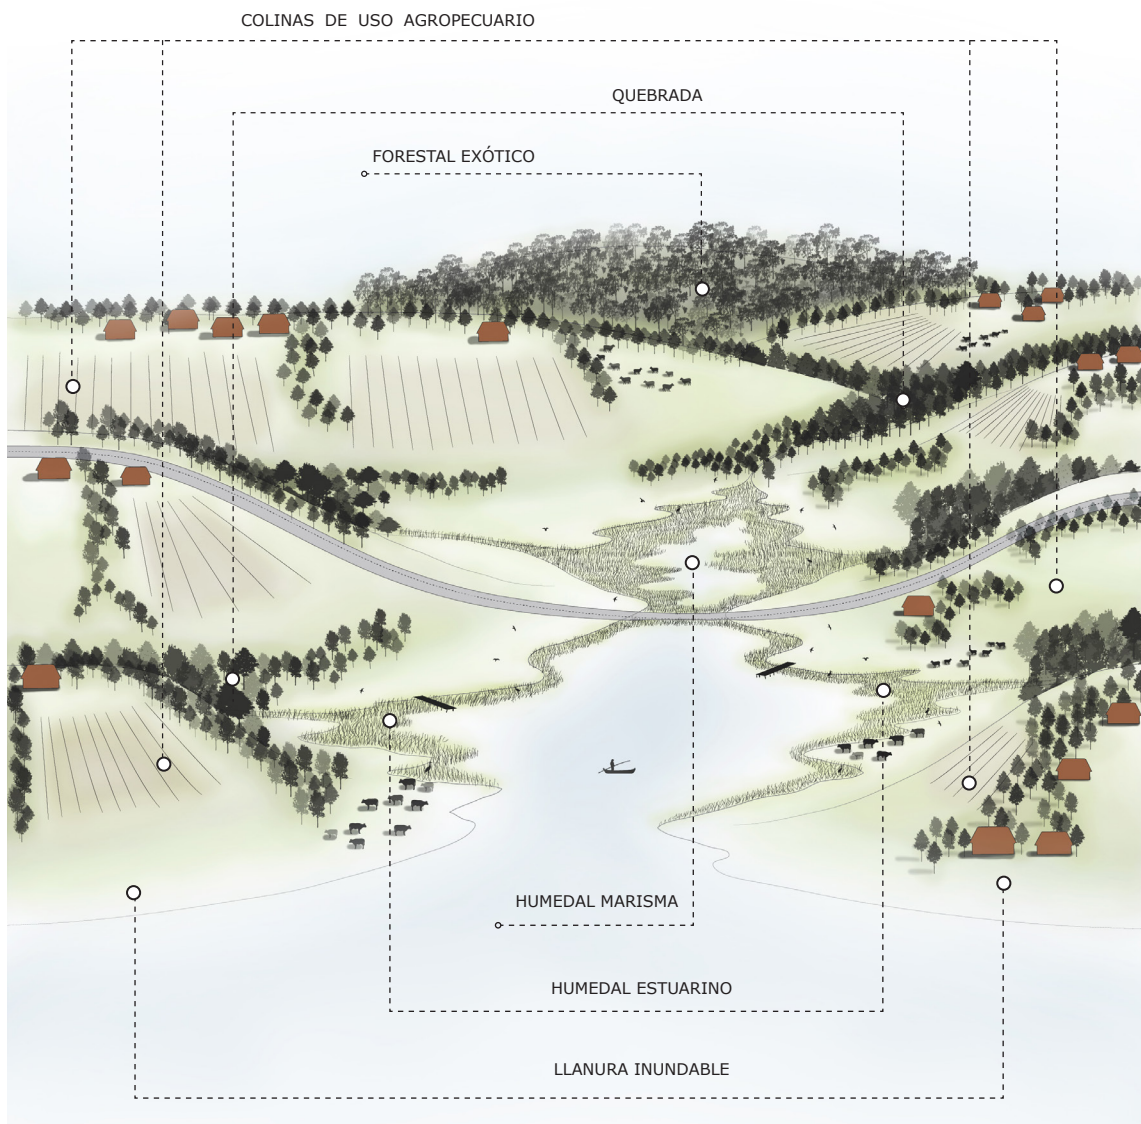 COLINAS DE USO AGROPECUARIO
QUEBRADA
FORESTAL EXÓTICO
HUMEDAL MARISMA
HUMEDAL ESTUARINO
LLANURA INUNDABLE